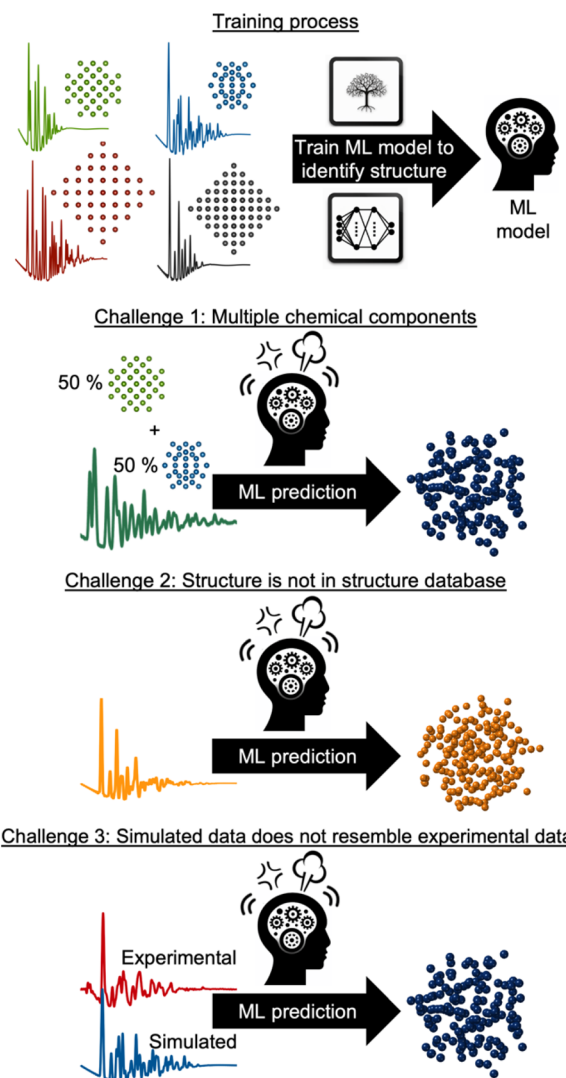 Training process
Train ML model to
identify structure
ML
model
Challenge 1: Multiple chemical components
50 %
+
50 %
ML prediction
Challenge 2: Structure is not in structure database
ML prediction
Challenge 3: Simulated data does not resemble experimental data
Experimental
ML prediction
Simulated